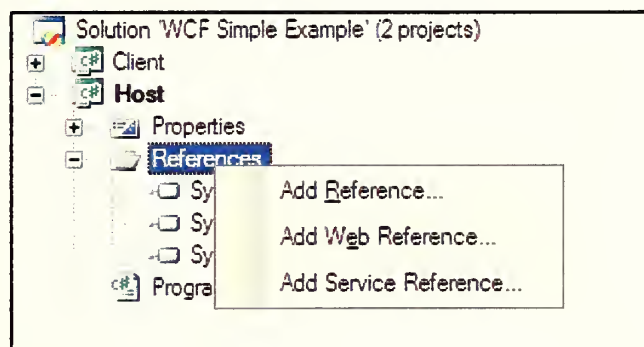 Solution 'WCF Simple Example' (2 projects)
Client
Host
Properties
References
Sy
Add Reference...
Sy
Add Web Reference...
Sy
Progra
Add Service Reference...